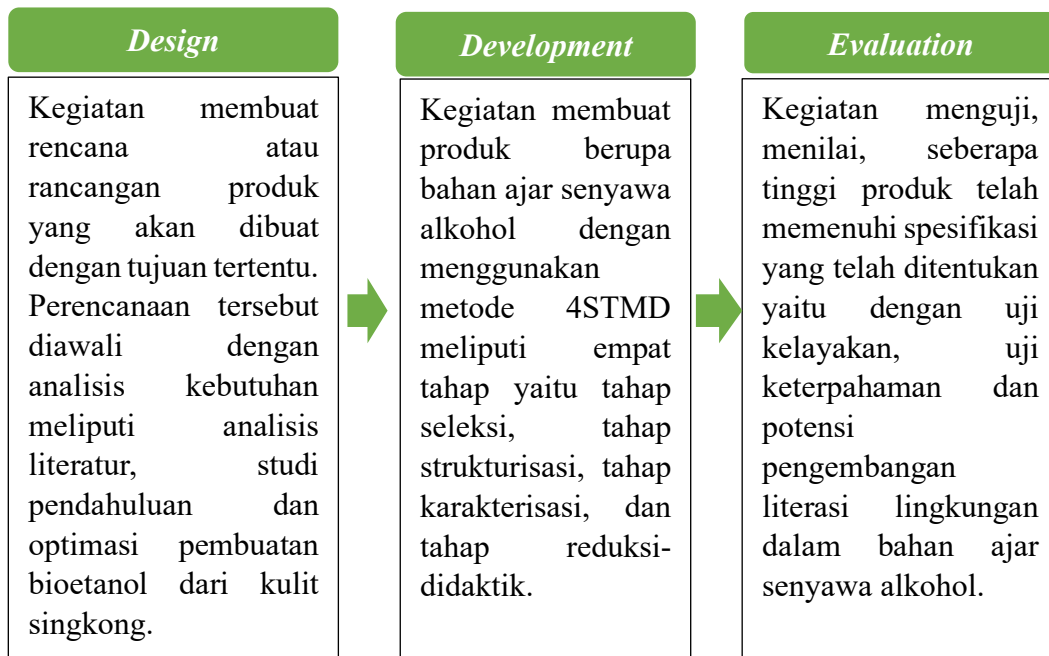 Design
Kegiatan membuat
rencana atau
rancangan produk
yang akan dibuat
dengan tujuan tertentu.
Perencanaan tersebut
diawali dengan
analisis kebutuhan
meliputi analisis
literatur, studi
pendahuluan dan
optimasi pembuatan
bioetanol dari kulit
singkong.
Development
Kegiatan membuat
produk berupa
bahan ajar senyawa
alkohol dengan
menggunakan
metode 4STMD
meliputi empat
tahap yaitu tahap
seleksi, tahap
strukturisasi, tahap
karakterisasi, dan
tahap reduksi-
didaktik.
Evaluation
Kegiatan menguji,
menilai, seberapa
tinggi produk telah
memenuhi spesifikasi
yang telah ditentukan
yaitu dengan uji
kelayakan, uji
keterpahaman dan
potensi
pengembangan
literasi lingkungan
dalam bahan ajar
senyawa alkohol.